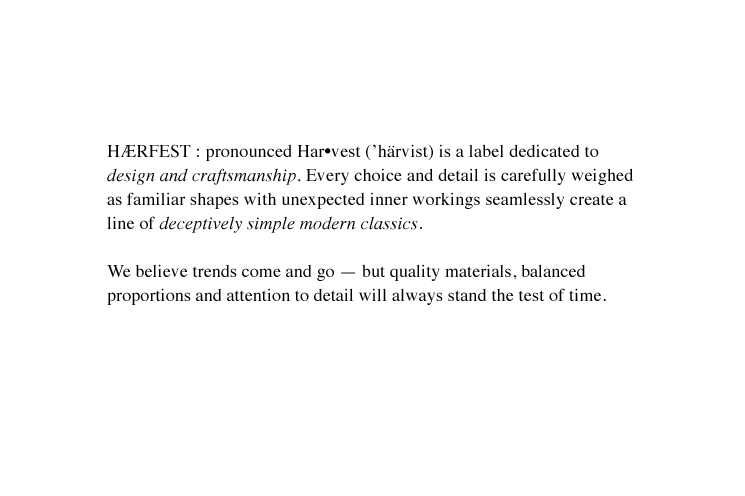 HÆRFEST : pronounced Har•vest (’härvist) is a label dedicated to
design and craftsmanship. Every choice and detail is carefully weighed
as familiar shapes with unexpected inner workings seamlessly create a
line of deceptively simple modern classics.
We believe trends come and go — but quality materials, balanced
proportions and attention to detail will always stand the test of time.